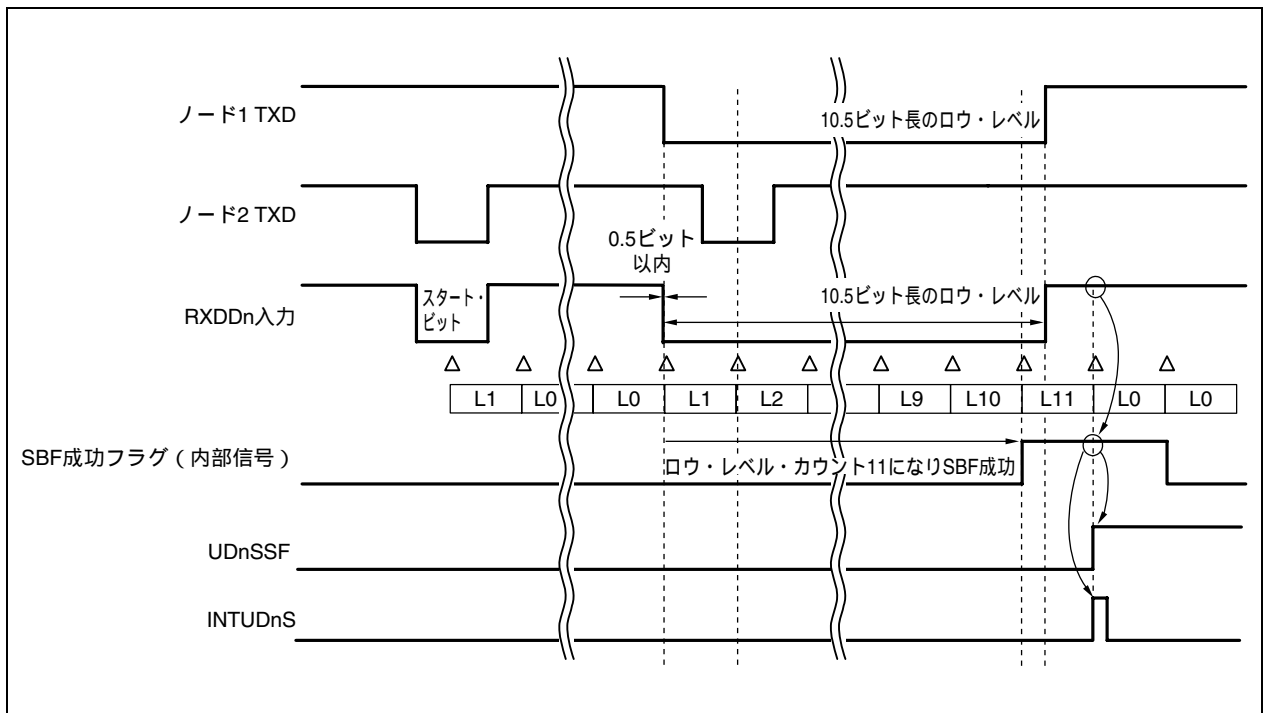 ノード1 TXD
10.5ビット長のロウ・レベル
ノード2 TXD
0.5ビット
以内
RXDDn入力
スタート・
ビット
10.5ビット長のロウ・レベル
L1 L0 L0 L1 L2 L9 L10 L11 L0 L0
SBF成功フラグ（内部信号）
ロウ・レベル・カウント11になりSBF成功
UDnSSF
INTUDnS